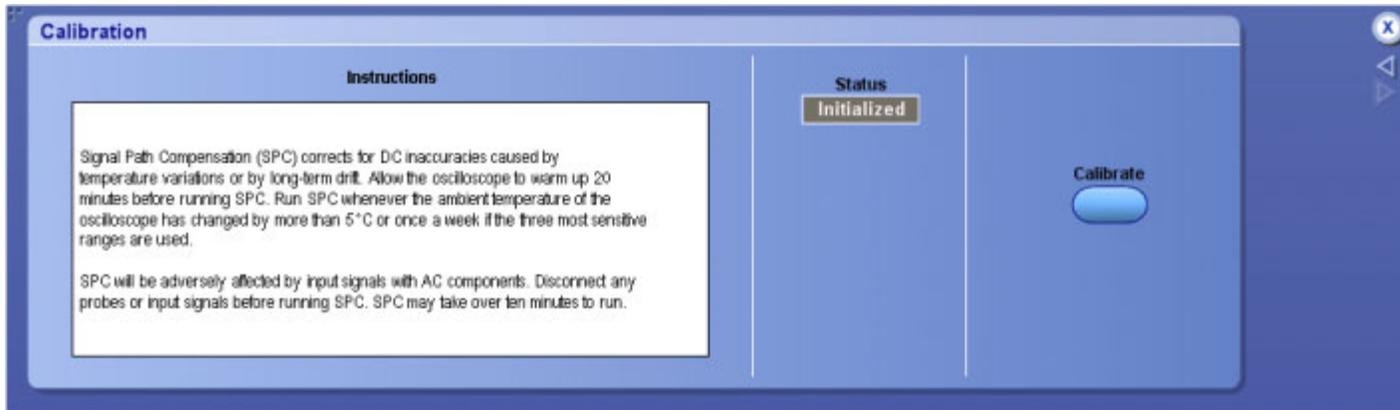 Calibration
X
Instructions
Signal Path Compensation (SPC) corrects for DC inaccuracies caused by
temperature variations or by long-term drift. Allow the oscilloscope to warm up 20
minutes before running SPC. Run SPC whenever the ambient temperature of the
oscilloscope has changed by more than 5°C or once a week if the three most sensitive
ranges are used.
SPC will be adversely affected by input signals with AC components. Disconnect any
probes or input signals before running SPC. SPC may take over ten minutes to run.
Status
Initialized
Calibrate